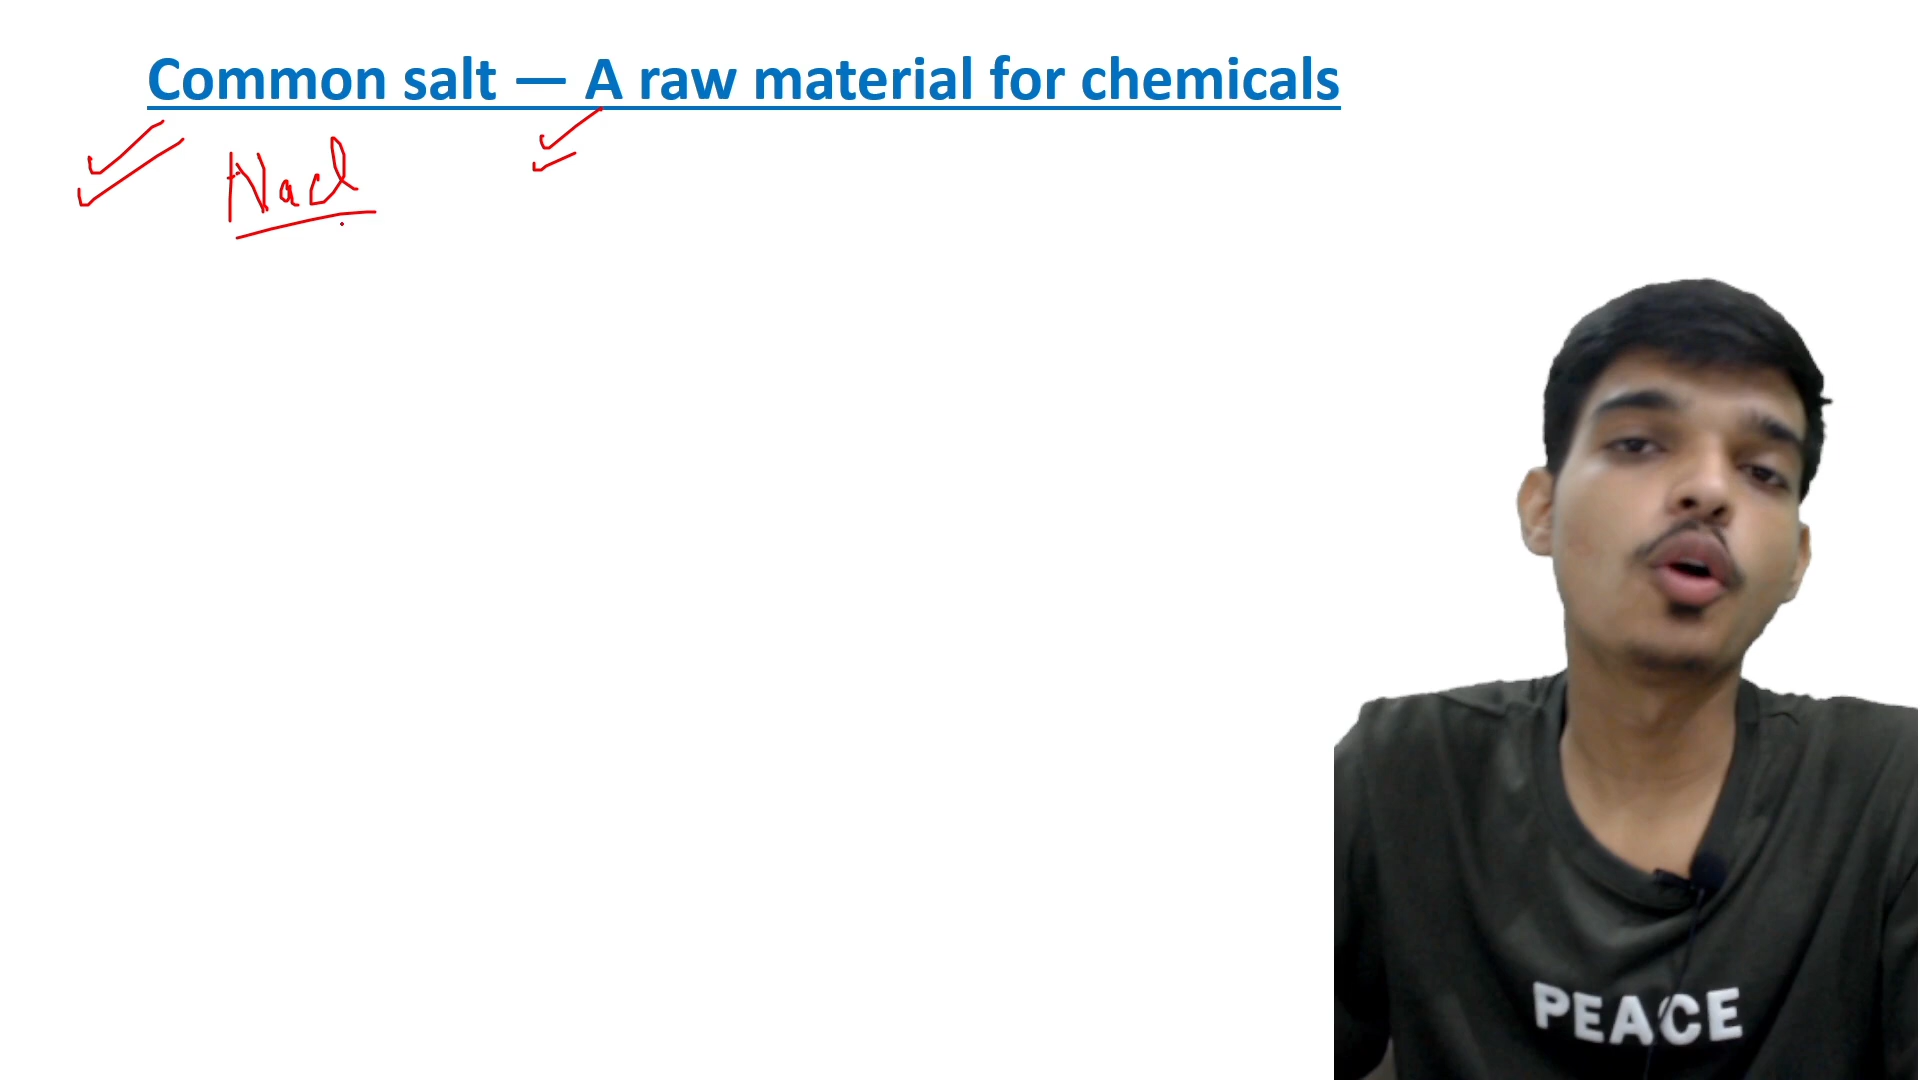 Common salt — A raw material for chemicals
Nacl
PEACE